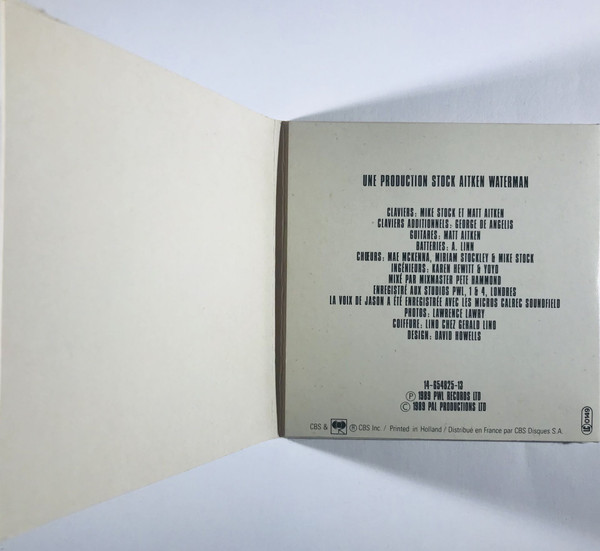 UNE PRODUCTION STOCK AITKEN WATERMAN
CLAVIERS: MIKE STOCK ET MATT AITKEN
CLAVIERS ADDITIONNELS: GEORGE DE ANGELIS
GUITARES: MATT AITKEN
BATTERIES: A. LINN
CHŒURS: MAE MCKENNA, MIRIAM STOCKLEY & MIKE STOCK
INGÉNIEURS: KAREN HEWITT & YOYO
MIXÉ PAR MIXMASTER PETE HAMMOND
ENREGISTRÉ AUX STUDIOS PWL, 1 & 4, LONDRES
LA VOIX DE JASON A ÉTÉ ENREGISTRÉE AVEC LES MICROS CALREC SOUNDFIELD
PHOTOS: LAWRENCE LAWRY
COIFFURE: LINO CHEZ GERALD LINO
DESIGN: DAVID HOWELLS
14-654825-13
Ⓟ 1989 PWL RECORDS LTD
© 1989 PAL PRODUCTIONS LTD
CBS & ® CBS Inc. / Printed in Holland / Distribué en France par CBS Disques S.A.
LC 0149